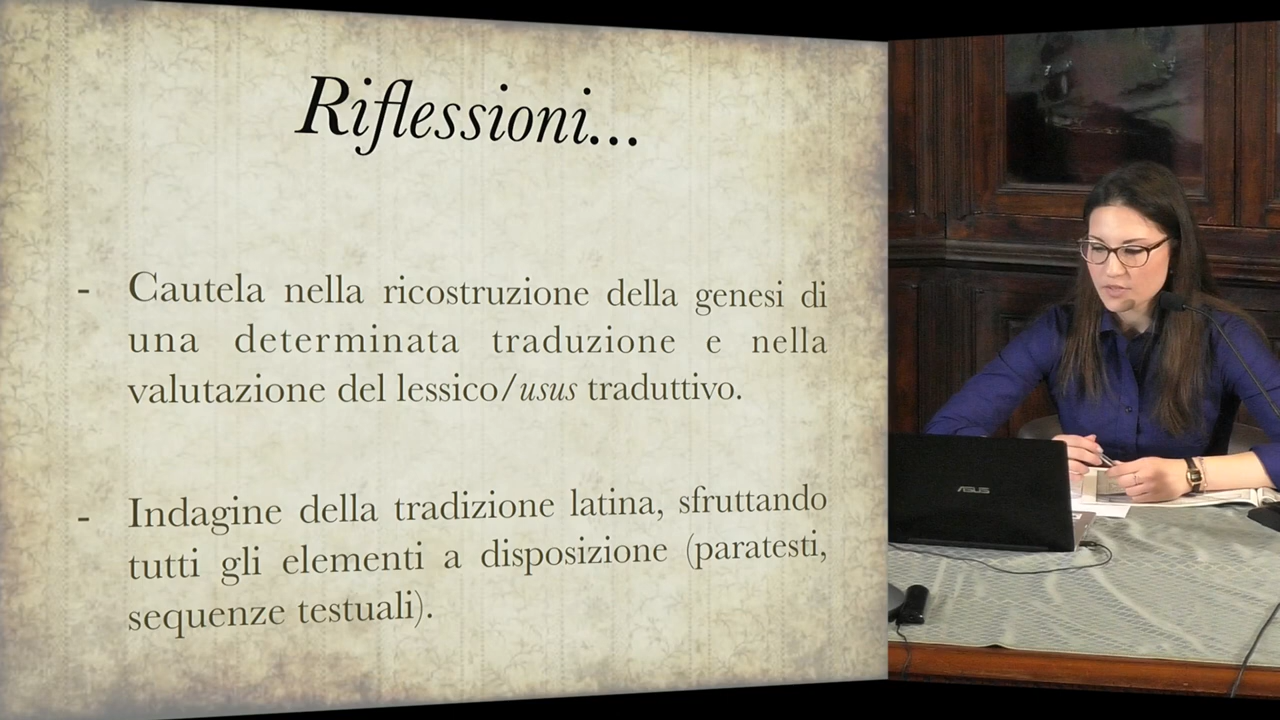 Riflessioni...
- Cautela nella ricostruzione della genesi di
una determinata traduzione e nella
valutazione del lessico/usus traduttivo.
- Indagine della tradizione latina, sfruttando
tutti gli elementi a disposizione (paratesti,
sequenze testuali).
ASUS